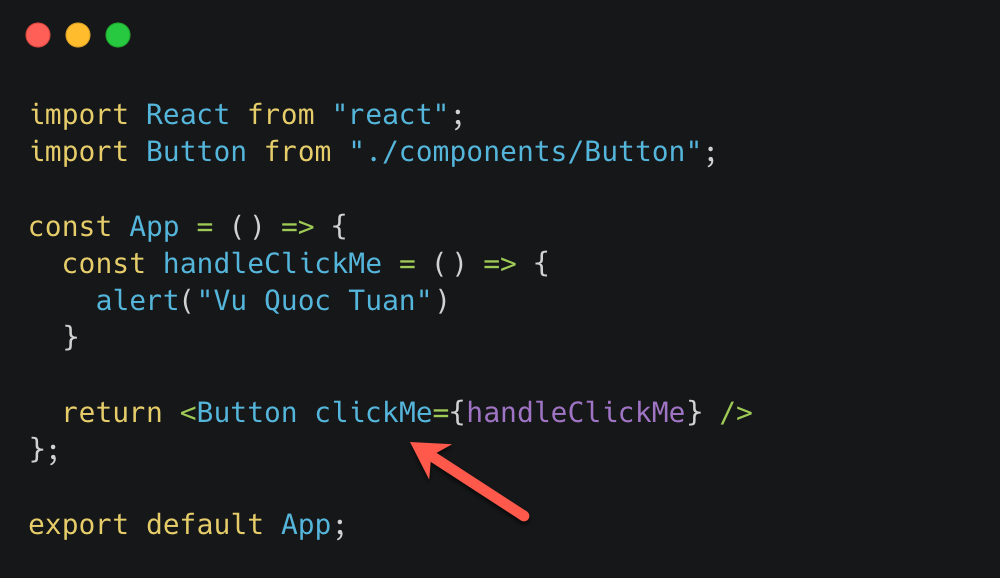 import React from "react";
import Button from "./components/Button";
const App = () => {
  const handleClickMe = () => {
    alert("Vu Quoc Tuan")
  }
  return <Button clickMe={handleClickMe} />
};
export default App;